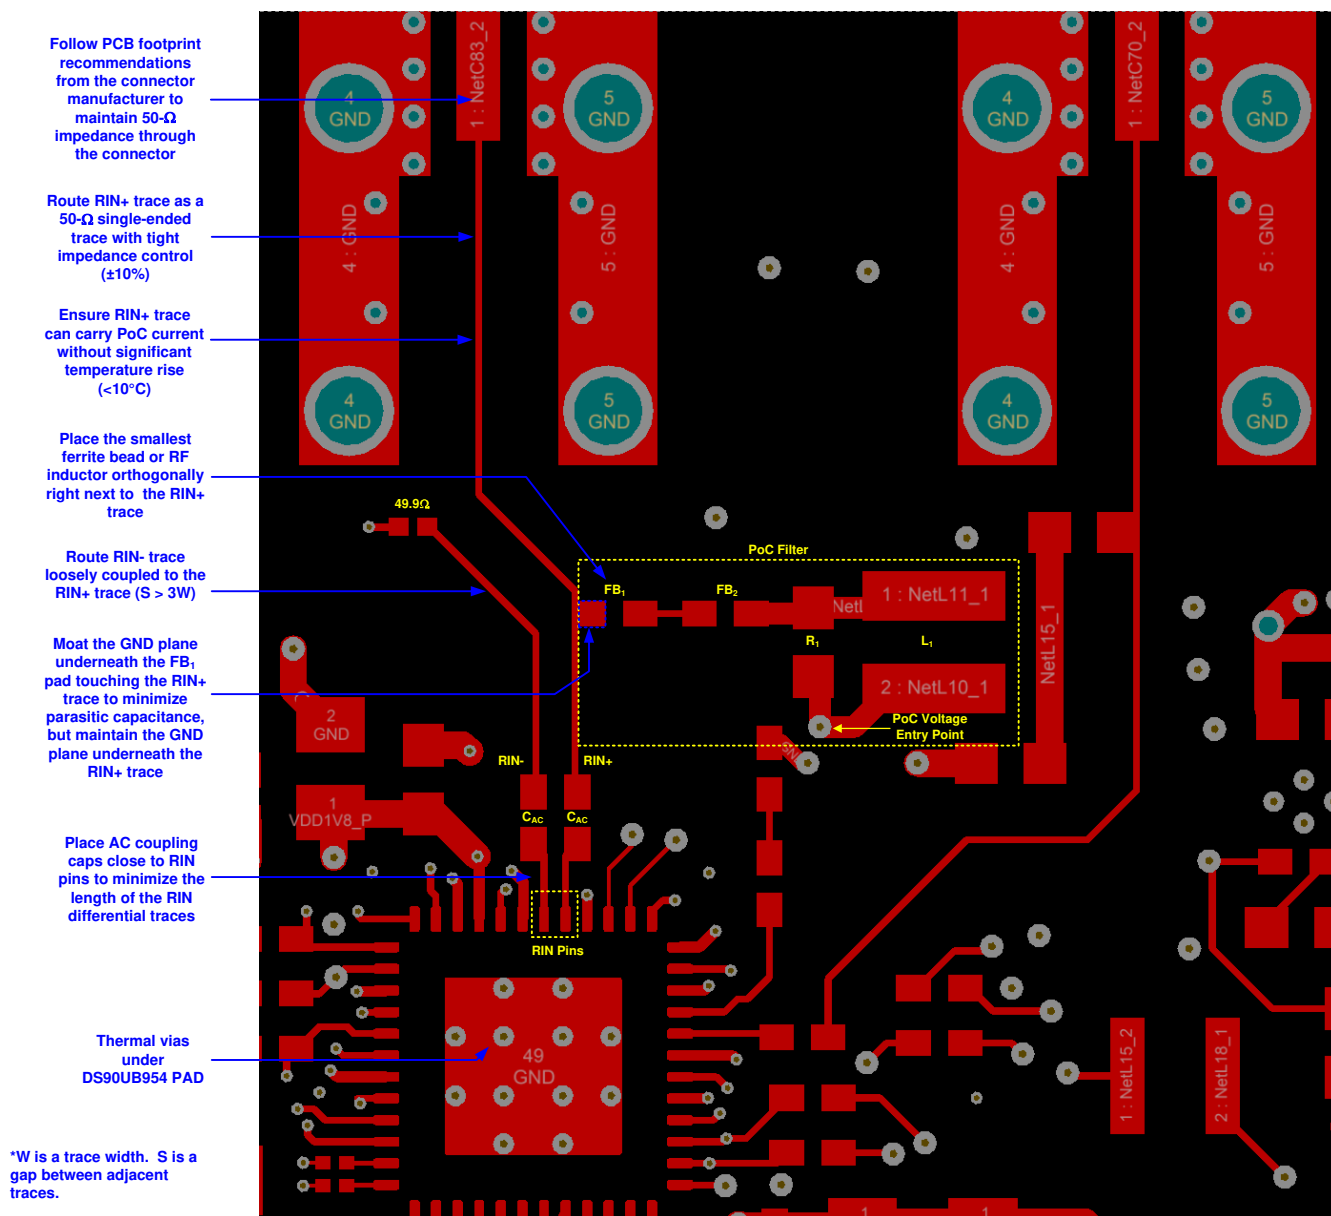 Follow PCB footprint
recommendations
from the connector
manufacturer to
maintain 50-Ω
impedance through
the connector
Route RIN+ trace as a
50-Ω single-ended
trace with tight
impedance control
(±10%)
Ensure RIN+ trace
can carry PoC current
without significant
temperature rise
(<10°C)
Place the smallest
ferrite bead or RF
inductor orthogonally
right next to the RIN+
trace
Route RIN- trace
loosely coupled to the
RIN+ trace (S > 3W)
Moat the GND plane
underneath the FB₁
pad touching the RIN+
trace to minimize
parasitic capacitance,
but maintain the GND
plane underneath the
RIN+ trace
Place AC coupling
caps close to RIN
pins to minimize the
length of the RIN
differential traces
Thermal vias
under
DS90UB954 PAD
*W is a trace width. S is a
gap between adjacent
traces.
4
GND
1 : NetC83_2
5
GND
4
GND
1 : NetC70_2
5
GND
4 : GND
5 : GND
4 : GND
5 : GND
4
GND
5
GND
4
GND
5
GND
49.9Ω
PoC Filter
FB₁
FB₂
NetL
1 : NetL11_1
R₁
L₁
NetL15_1
2 : NetL10_1
PoC Voltage
Entry Point
2
GND
RIN-
RIN+
1
VDD1V8_P
C_AC
C_AC
RIN Pins
49
GND
1 : NetL15_2
2 : NetL18_1
1
1